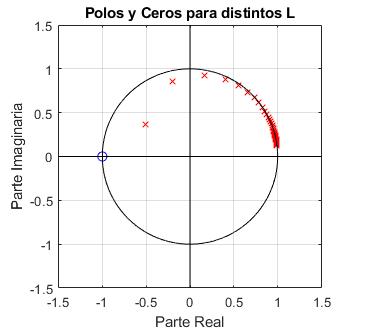 Polos y Ceros para distintos L
1.5
1
0.5
0
-0.5
-1
-1.5
Parte Imaginaria
-1.5 -1 -0.5 0 0.5 1 1.5
Parte Real